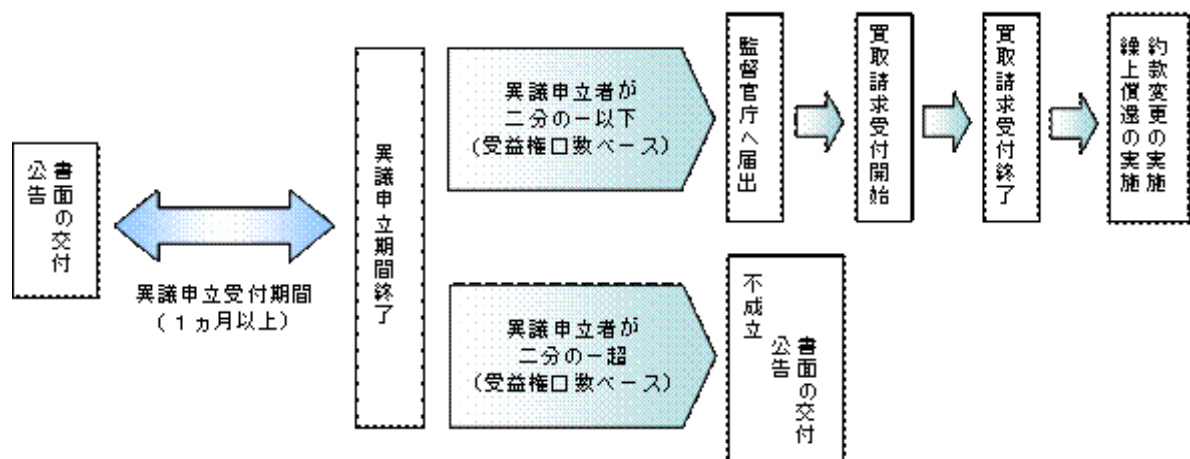 書面の交付
公告
異議申立受付期間
(1ヵ月以上)
異議申立期間終了
異議申立者が
二分の一以下
(受益権口数ベース)
監督官庁へ届出
買取請求受付開始
買取請求受付終了
約款変更の実施
繰上償還の実施
異議申立者が
二分の一超
(受益権口数ベース)
不成立
書面の交付
公告